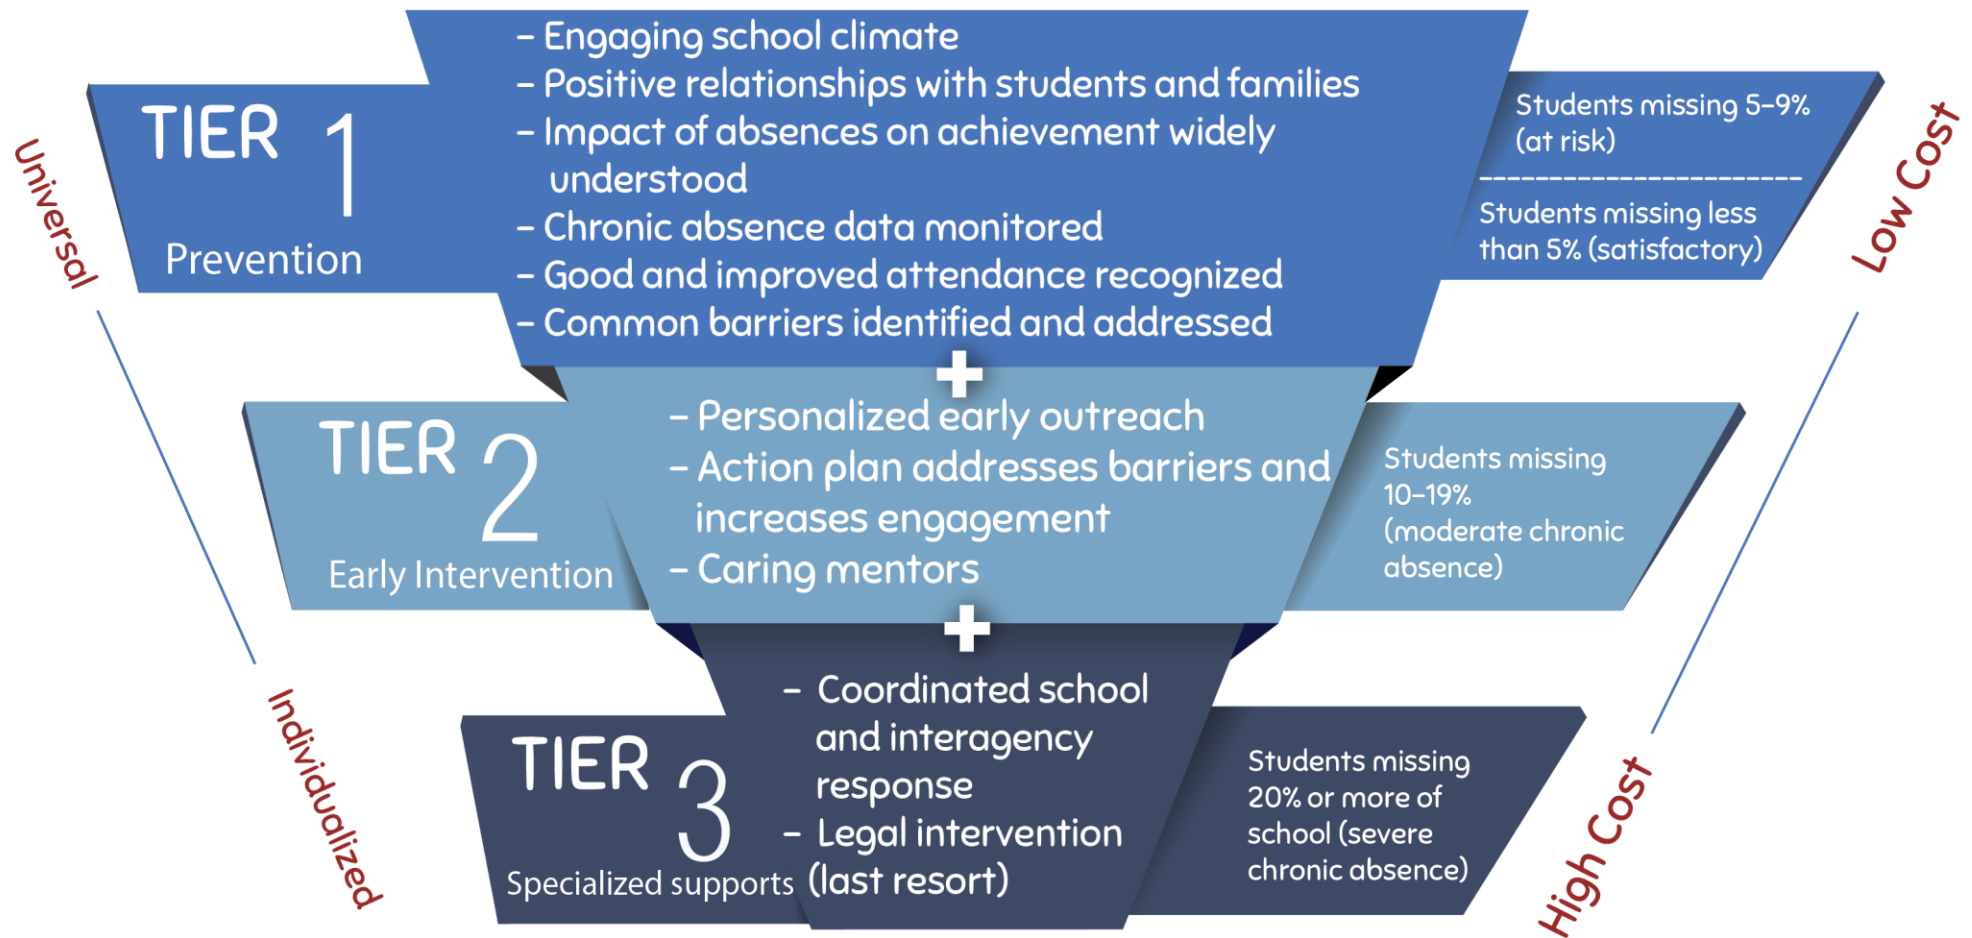 Universal
Individualized
TIER 1
Prevention
- Engaging school climate
- Positive relationships with students and families
- Impact of absences on achievement widely
understood
- Chronic absence data monitored
- Good and improved attendance recognized
- Common barriers identified and addressed
Students missing 5-9%
(at risk)
-----------------------
Students missing less
than 5% (satisfactory)
Low Cost
+
TIER 2
Early Intervention
- Personalized early outreach
- Action plan addresses barriers and
increases engagement
- Caring mentors
Students missing
10-19%
(moderate chronic
absence)
+
TIER 3
Specialized supports
- Coordinated school
and interagency
response
- Legal intervention
(last resort)
Students missing
20% or more of
school (severe
chronic absence)
High Cost